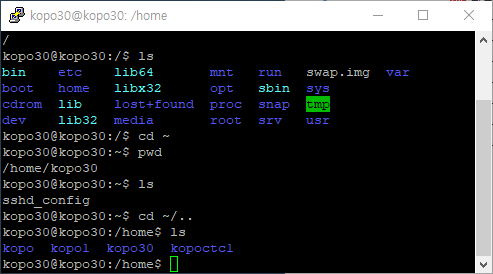 kopo30@kopo30: /home
/
kopo30@kopo30:/$ ls
bin    etc   lib64       mnt   run   swap.img  var
boot   home  libx32      opt   sbin  sys
cdrom  lib   lost+found  proc  snap  tmp
dev    lib32 media       root  srv   usr
kopo30@kopo30:/$ cd ~
kopo30@kopo30:~$ pwd
/home/kopo30
kopo30@kopo30:~$ ls
sshd_config
kopo30@kopo30:~$ cd ~/..
kopo30@kopo30:/home$ ls
kopo  kopol  kopo30  kopoctcl
kopo30@kopo30:/home$